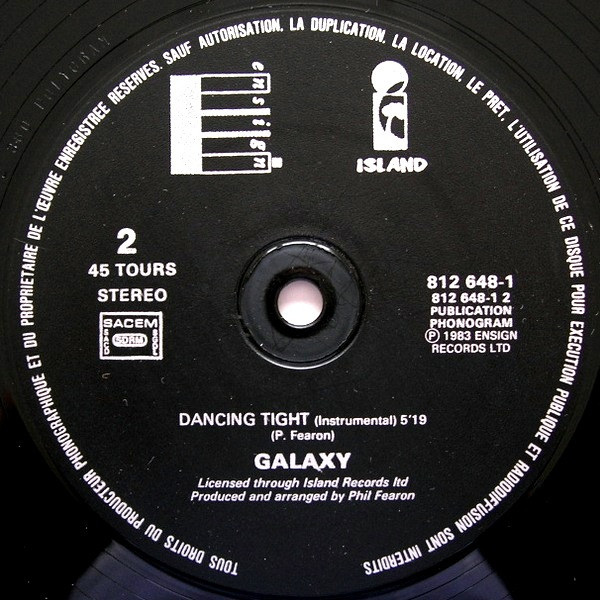 TOUS DROITS DU PRODUCTEUR PHONOGRAPHIQUE ET DU PROPRIETAIRE DE L'ŒUVRE ENREGISTREE RESERVES. SAUF AUTORISATION, LA DUPLICATION, LA LOCATION, LE PRET, L'UTILISATION DE CE DISQUE POUR EXECUTION PUBLIQUE ET RADIODIFFUSION SONT INTERDITS
ensign
ISLAND
2
45 TOURS
STEREO
SACEM
SACD
SDRM
SGDL
812 648-1
812 648-1 2
PUBLICATION
PHONOGRAM
Ⓟ 1983 ENSIGN
RECORDS LTD
DANCING TIGHT (Instrumental) 5'19
(P. Fearon)
GALAXY
Licensed through Island Records ltd
Produced and arranged by Phil Fearon